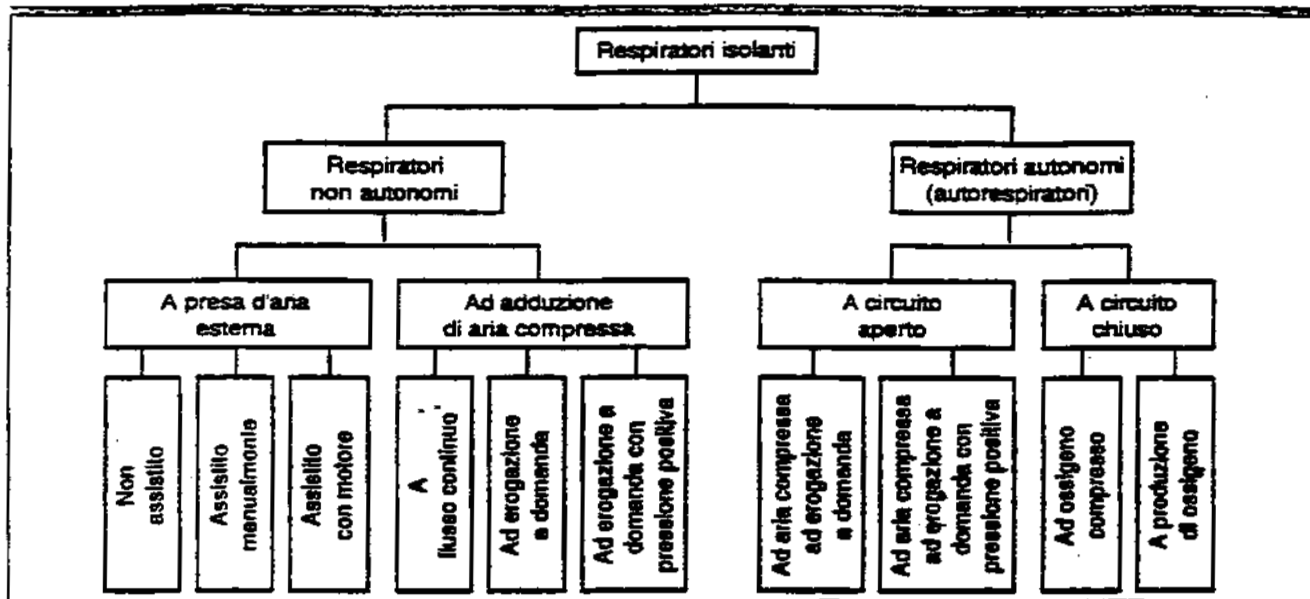 Respiratori isolanti
Respiratori
non autonomi
Respiratori autonomi
(autorespiratori)
A presa d'aria
esterna
Ad adduzione
di aria compressa
A circuito
aperto
A circuito
chiuso
Non
assistito
Assistito
manualmente
Assistito
con motore
A
flusso continuo
Ad erogazione
a domanda
Ad erogazione a
domanda con
pressione positiva
Ad aria compressa
ad erogazione
a domanda
Ad aria compressa
ad erogazione a
domanda con
pressione positiva
Ad ossigeno
compresso
A produzione
di ossigeno